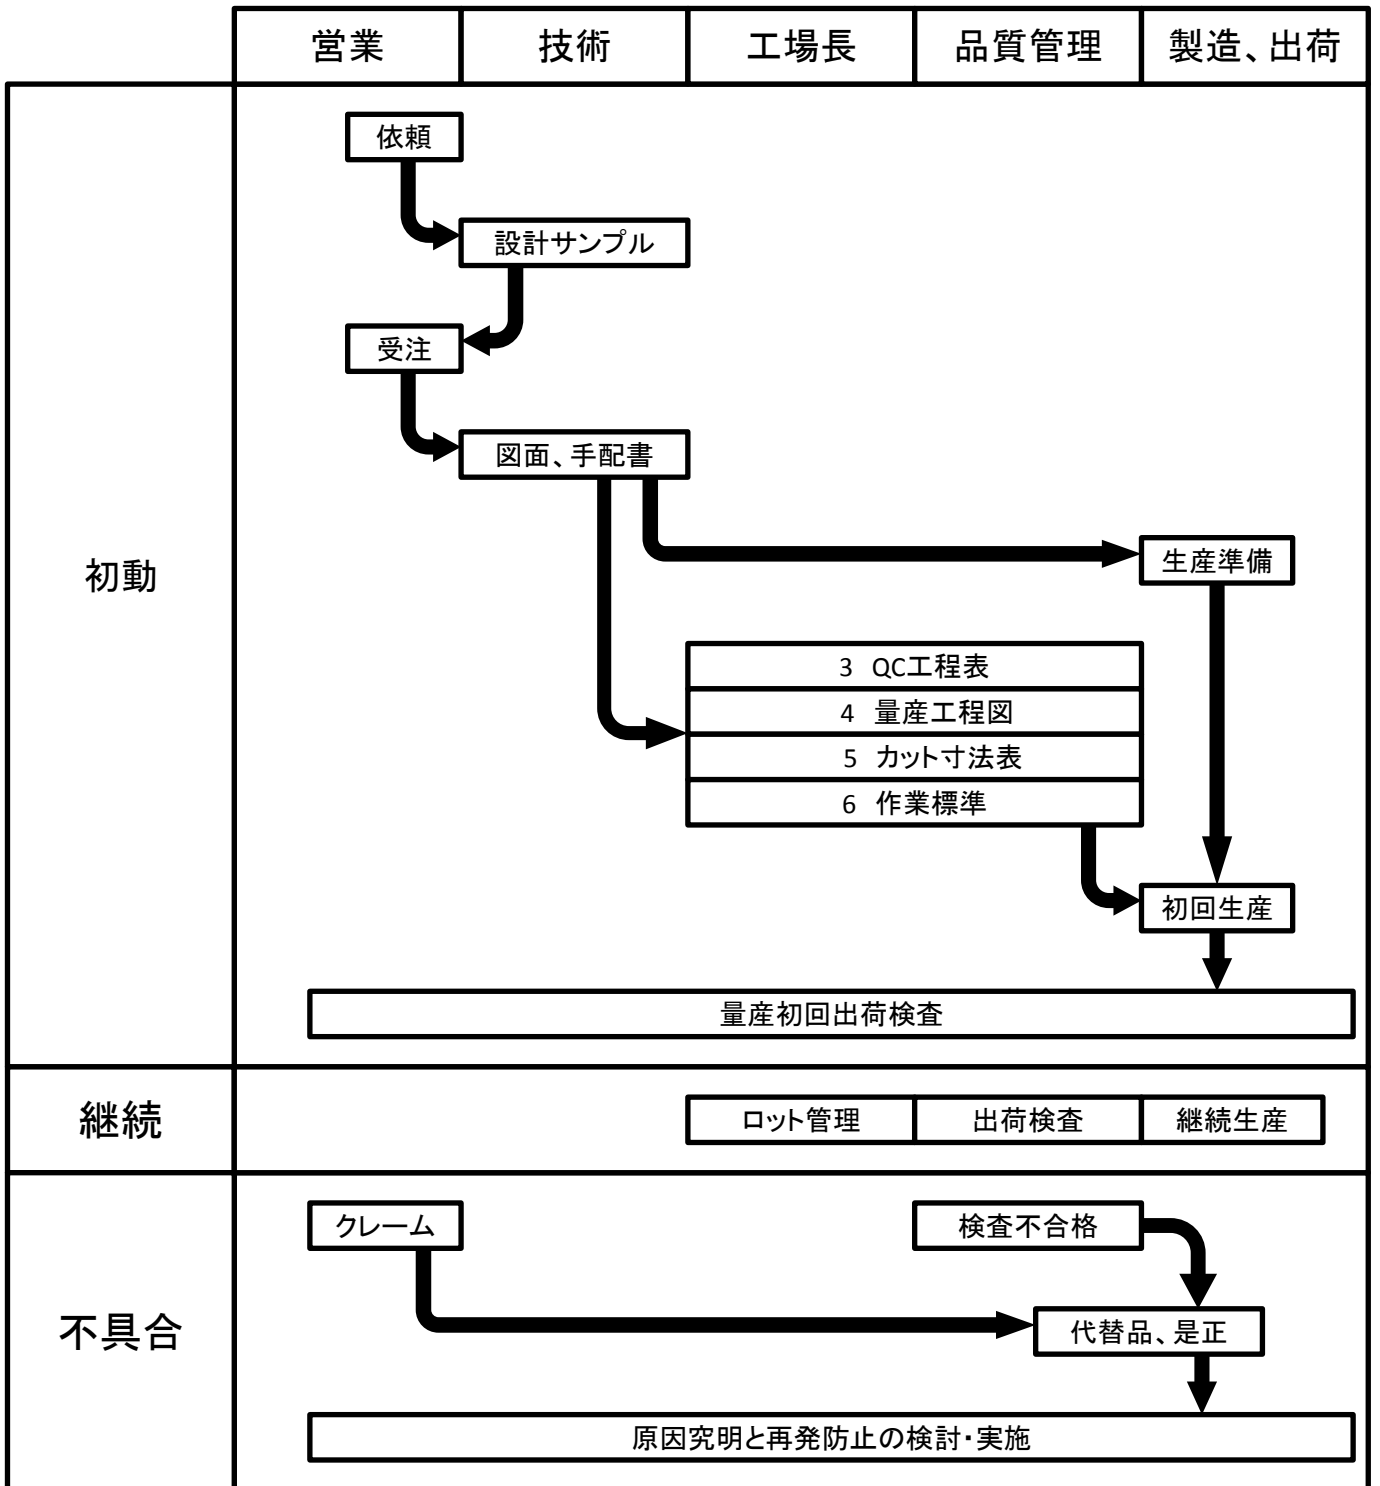 営業 技術 工場長 品質管理 製造、出荷
初動
依頼
設計サンプル
受注
図面、手配書
生産準備
3 QC工程表
4 量産工程図
5 カット寸法表
6 作業標準
初回生産
量産初回出荷検査
継続
ロット管理 出荷検査 継続生産
不具合
クレーム 検査不合格
代替品、是正
原因究明と再発防止の検討・実施